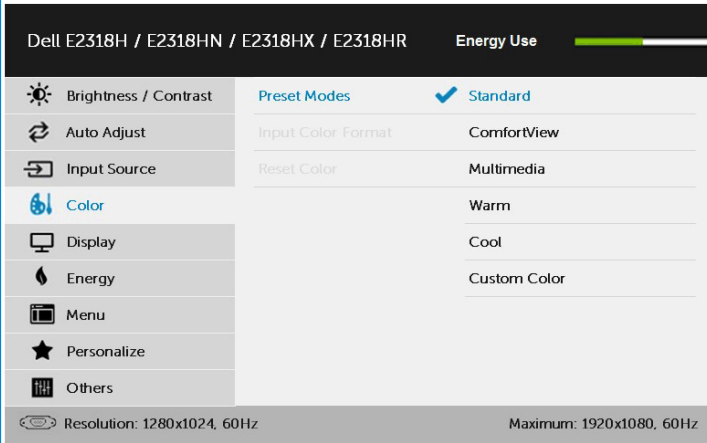 Dell E2318H / E2318HN / E2318HX / E2318HR Energy Use
Brightness / Contrast Preset Modes Standard
Auto Adjust Input Color Format ComfortView
Input Source Reset Color Multimedia
Color Warm
Display Cool
Energy Custom Color
Menu
Personalize
Others
Resolution: 1280x1024, 60Hz Maximum: 1920x1080, 60Hz